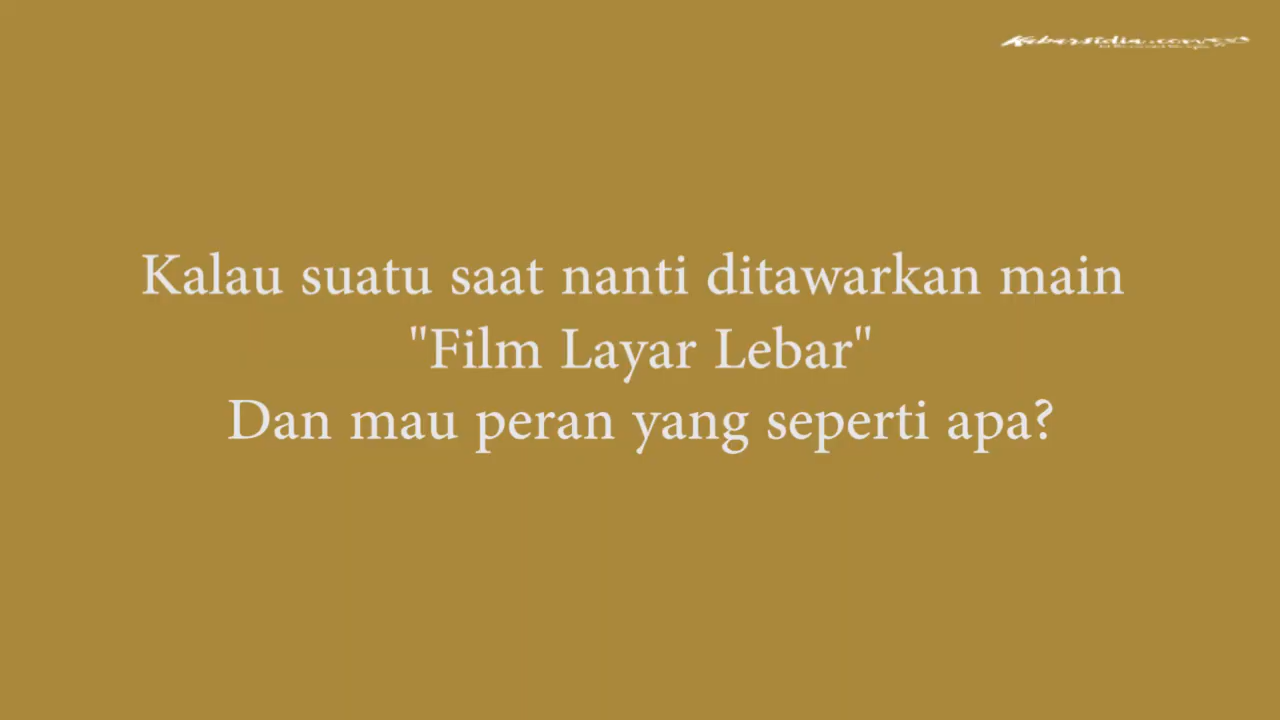 Kalau suatu saat nanti ditawarkan main
"Film Layar Lebar"
Dan mau peran yang seperti apa?